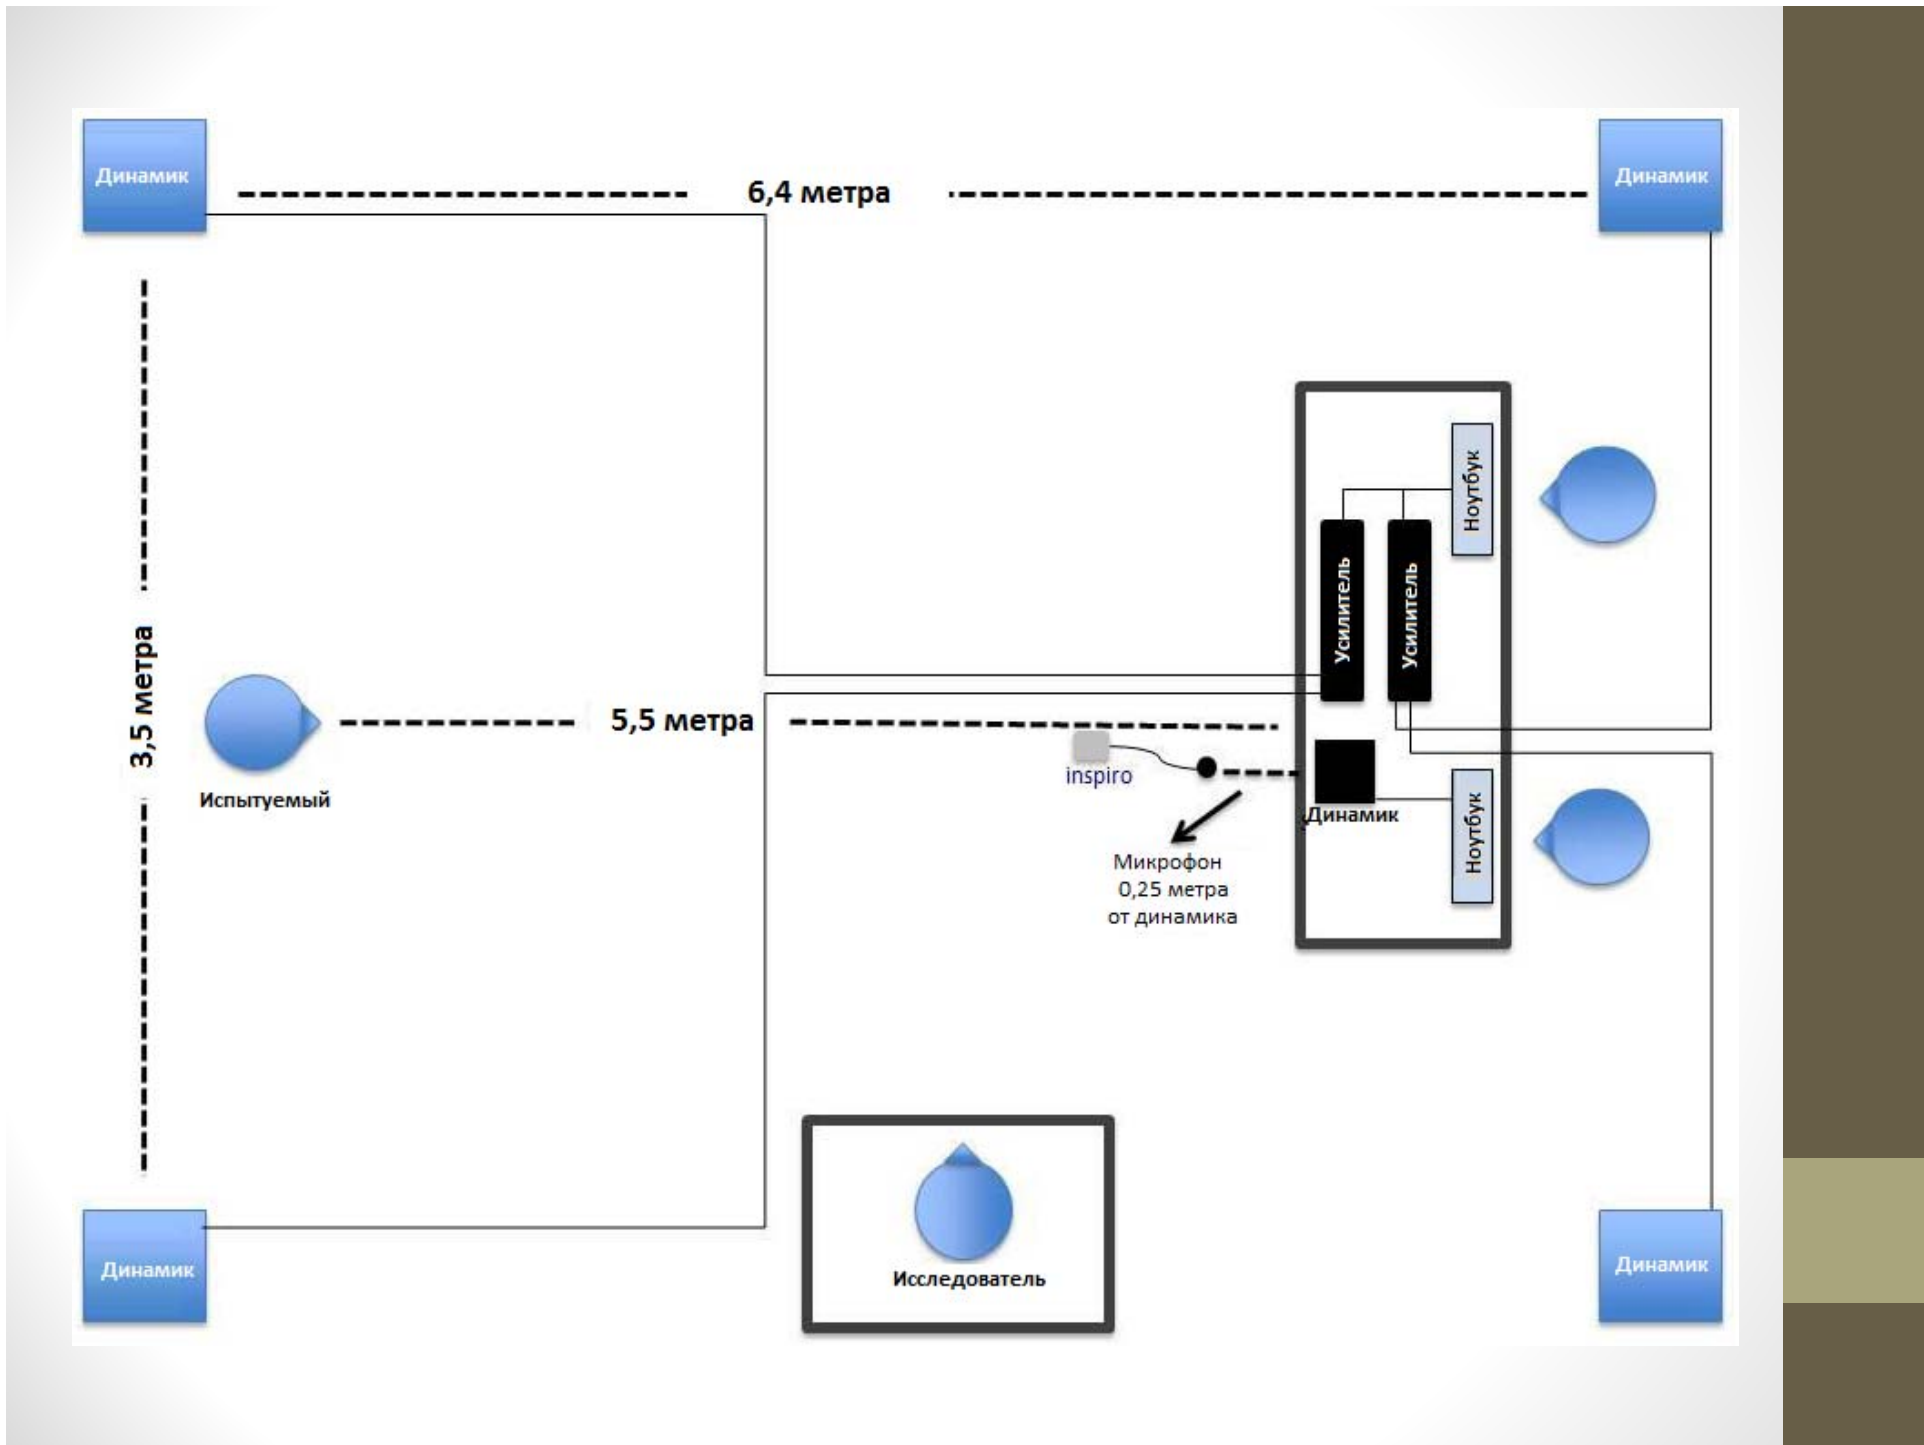 Динамик
6,4 метра
Динамик
3,5 метра
Ноутбук
Усилитель
Усилитель
5,5 метра
Испытуемый
inspiro
Динамик
Ноутбук
Микрофон
0,25 метра
от динамика
Динамик
Исследователь
Динамик